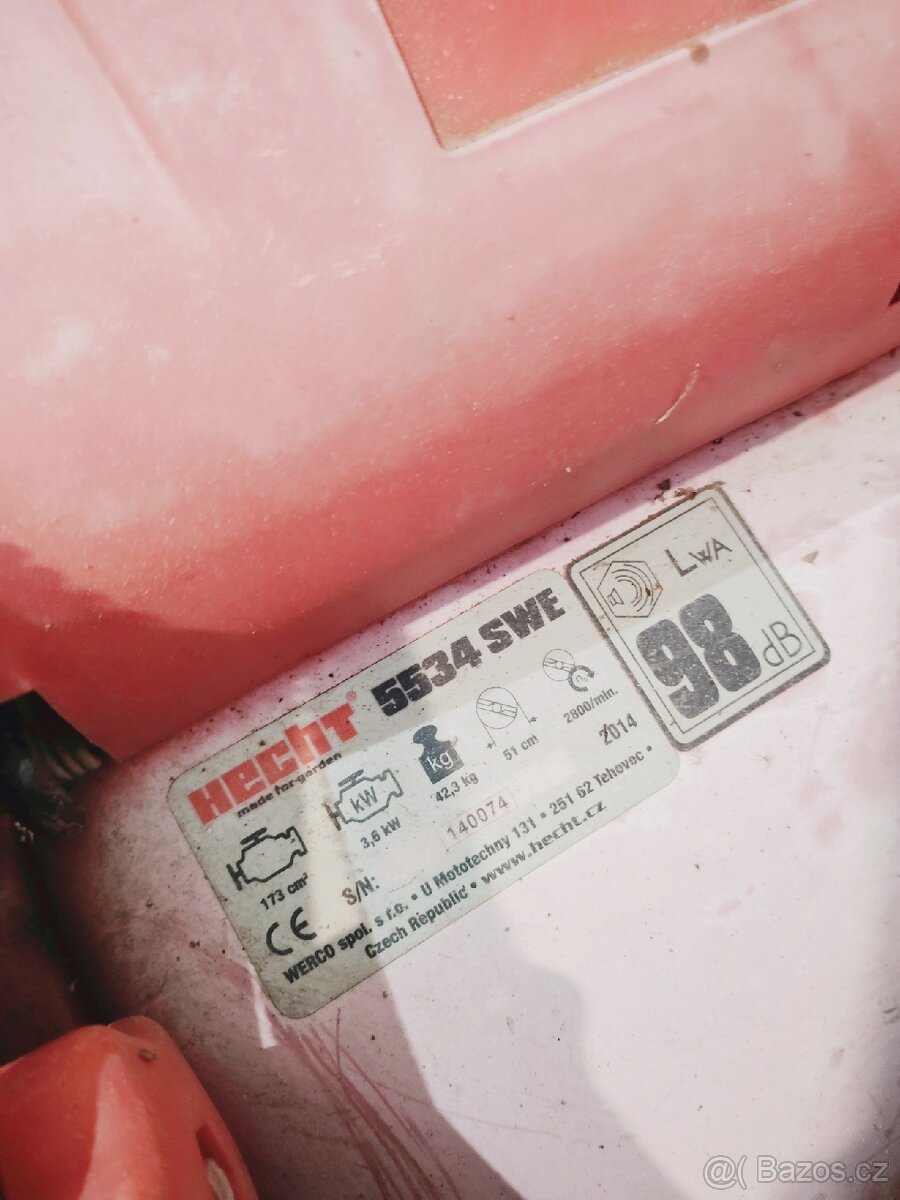 HECHT® 5534 SWE
made for garden
173 cm³
kW
3,6 kW
kg
42,3 kg
51 cm
n₀
2800/min.
S/N:
140074
2014
CE
WERCO spol. s r.o. • U Mototechny 131 • 251 62 Tehovec •
Czech Republic • www.hecht.cz
LWA
98
dB
@( Bazos.cz